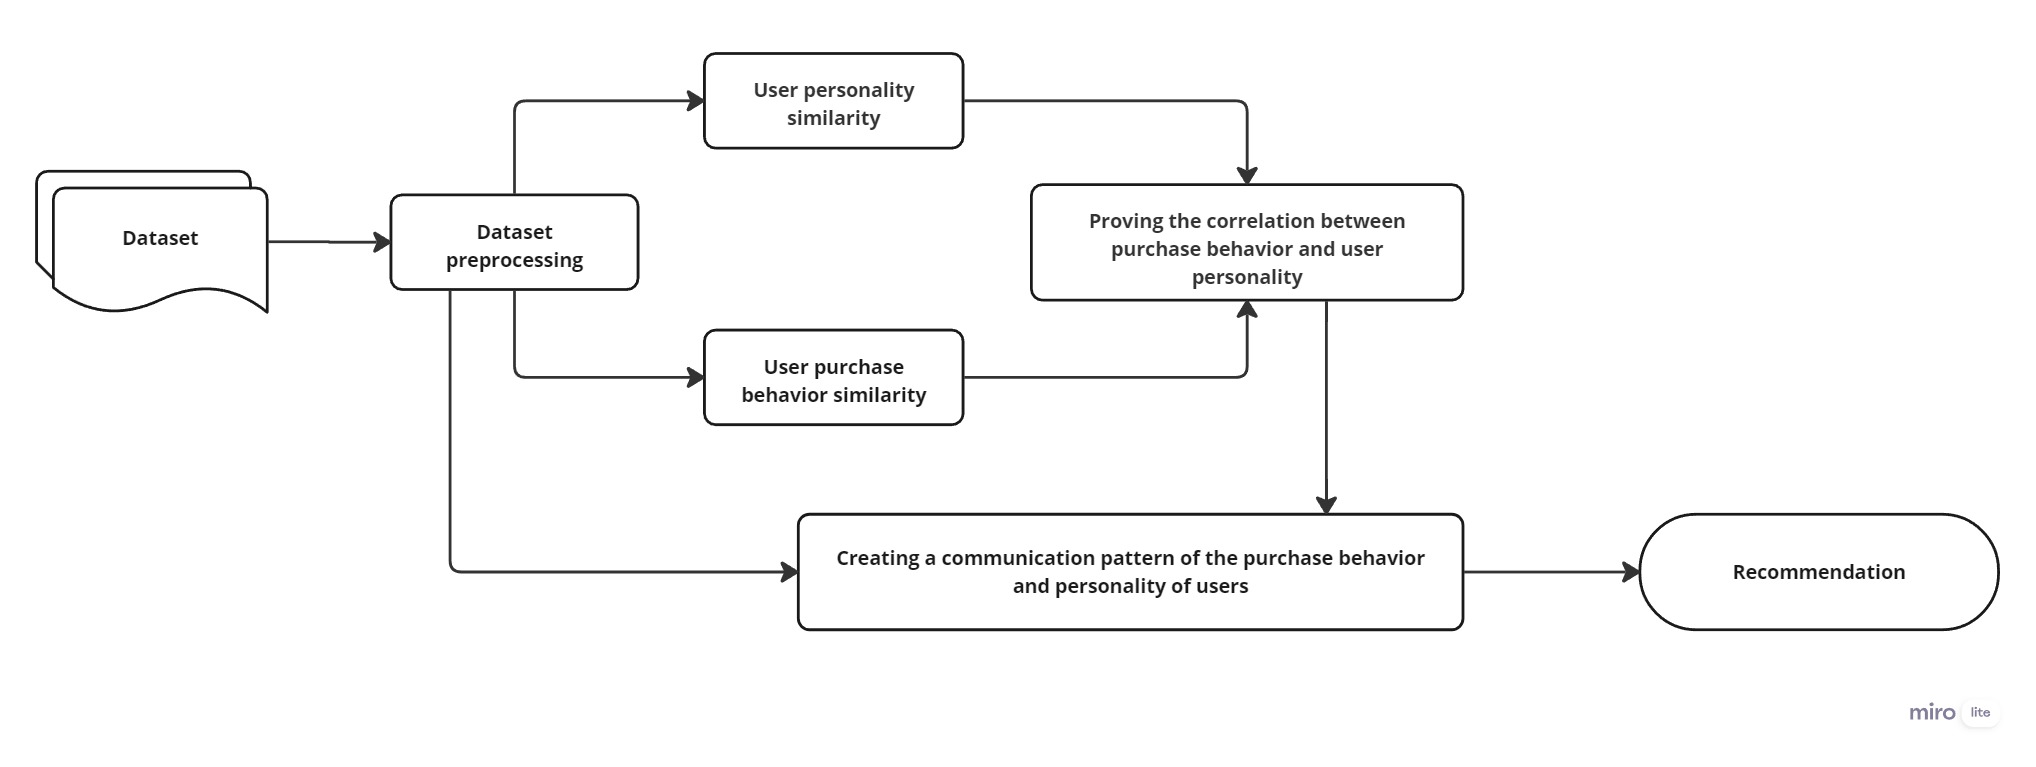 User personality
similarity
Dataset
Dataset
preprocessing
Proving the correlation between
purchase behavior and user
personality
User purchase
behavior similarity
Creating a communication pattern of the purchase behavior
and personality of users
Recommendation
miro lite